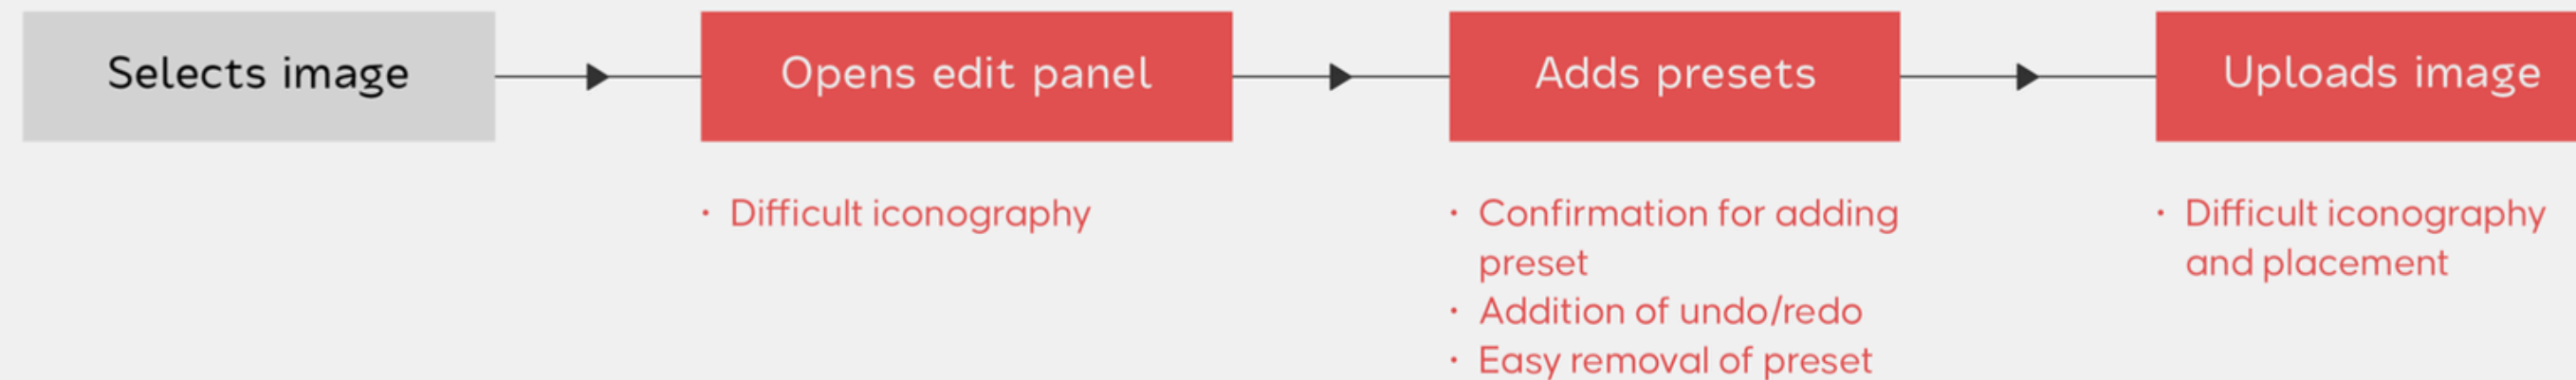 Selects image
Opens edit panel
Adds presets
Uploads image
· Difficult iconography
· Confirmation for adding
preset
· Addition of undo/redo
· Easy removal of preset
· Difficult iconography
and placement